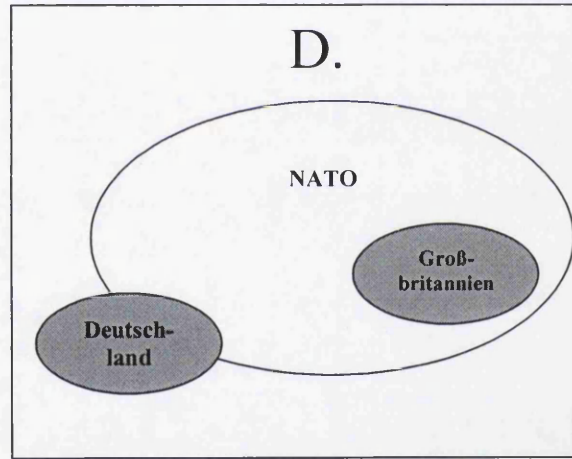 D.
NATO
Groß-
britannien
Deutsch-
land